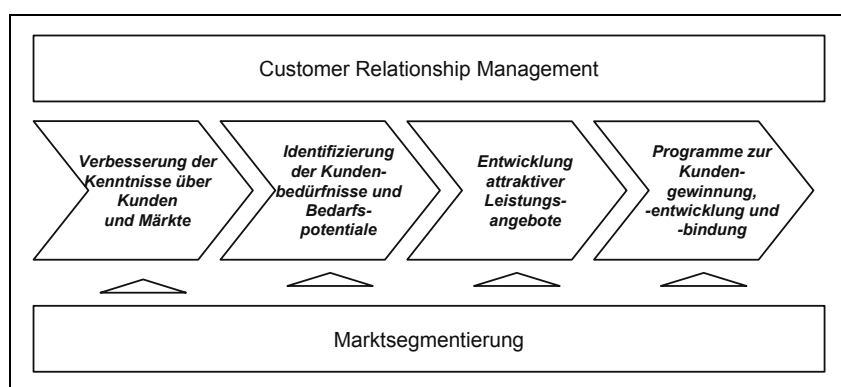 Customer Relationship Management
Verbesserung der
Kenntnisse über
Kunden
und Märkte
Identifizierung
der Kunden-
bedürfnisse und
Bedarfs-
potentiale
Entwicklung
attraktiver
Leistungs-
angebote
Programme zur
Kunden-
gewinnung,
-entwicklung und
-bindung
Marktsegmentierung